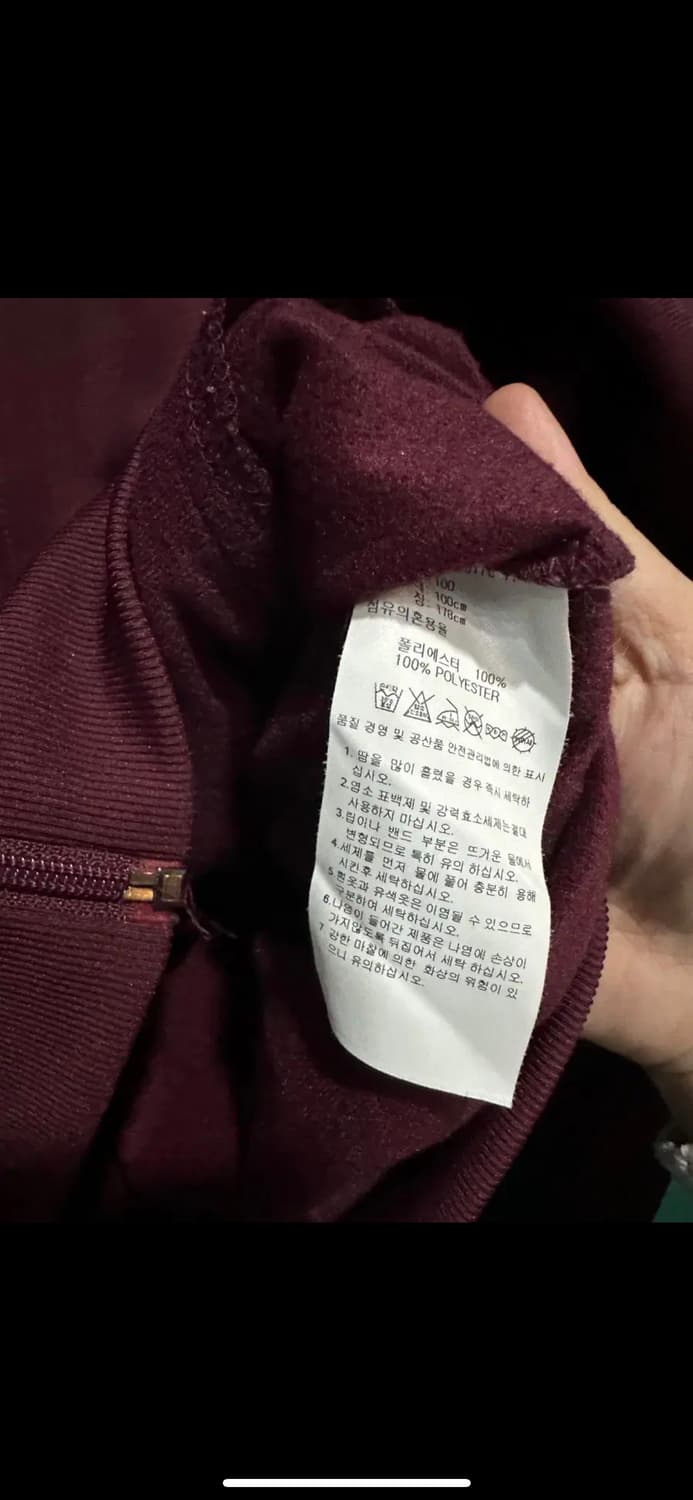 100
100cm
심: 178cm
섬유의혼용율
폴리에스터 100%
100% POLYESTER
품질 경영 및 공산품 안전관리법에 의한 표시
1. 땀을 많이 흘렸을 경우 즉시 세탁하
십시오.
2.염소 표백제 및 강력효소세제는절대
사용하지 마십시오.
3.립이나 밴드 부분은 뜨거운 물에서
변형되므로 특히 유의 하십시오.
4.세제를 먼저 물에 풀어 충분히 용해
시킨후 세탁하십시오.
5.흰옷과 유색옷은 이염될 수 있으므로
구분하여 세탁하십시오.
6.나염이 들어간 제품은 나염에 손상이
가지않도록 뒤집어서 세탁 하십시오.
7 강한 마찰에 의한 화상의 위험이 있
으니 유의하십시오.